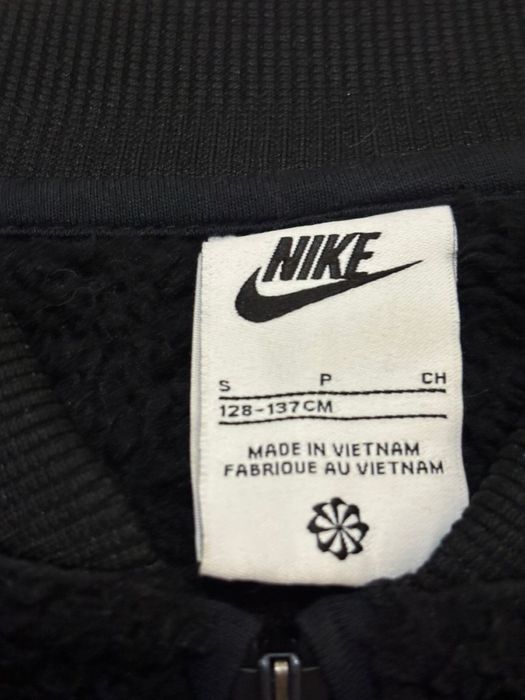 NIKE
S P CH
128-137CM
MADE IN VIETNAM
FABRIQUE AU VIETNAM